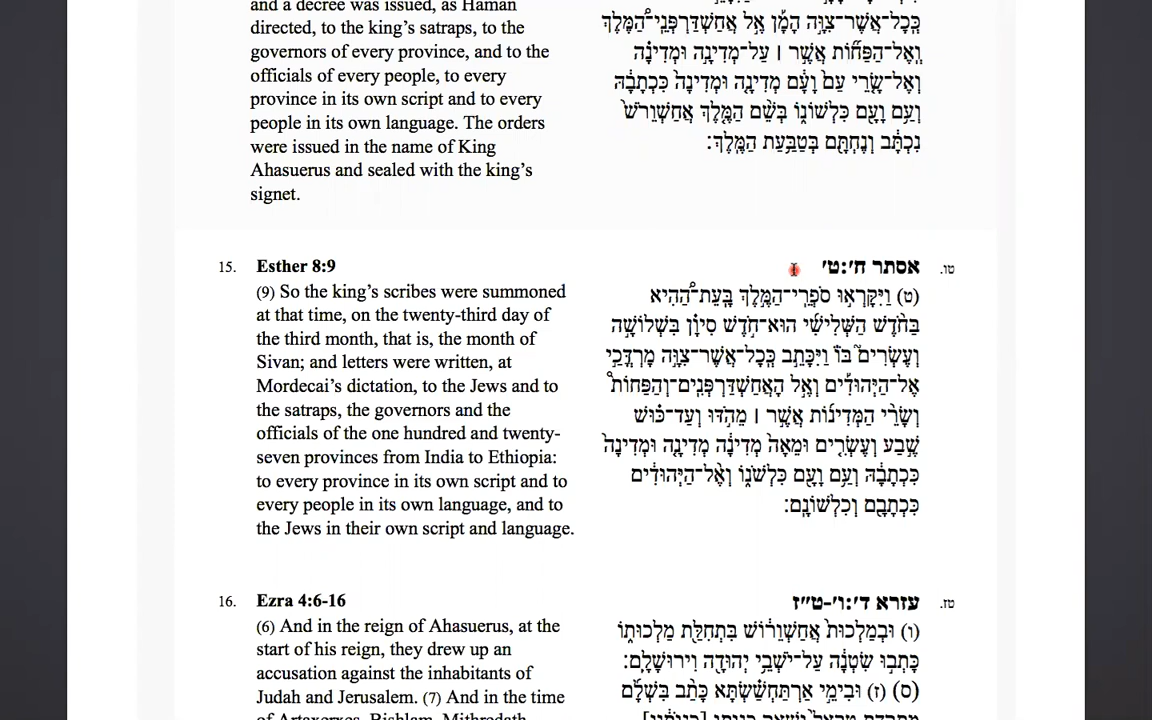 and a decree was issued, as Haman
directed, to the king's satraps, to the
governors of every province, and to the
officials of every people, to every
province in its own script and to every
people in its own language. The orders
were issued in the name of King
Ahasuerus and sealed with the king's
signet.
כְּֽכָל־אֲשֶׁר־צִוָּ֣ה הָמָ֡ן אֶ֣ל אֲחַשְׁדַּרְפְּנֵֽי־הַ֠מֶּלֶךְ
וְֽאֶל־הַפַּח֞וֹת אֲשֶׁ֣ר ׀ עַל־מְדִינָ֣ה וּמְדִינָ֗ה
וְאֶל־שָׂ֤רֵי עַם֙ וָעָ֔ם מְדִינָ֤ה וּמְדִינָה֙ כִּכְתָבָ֔הּ
וְעַ֥ם וָעָ֖ם כִּלְשׁוֹנ֑וֹ בְּשֵׁ֨ם הַמֶּ֤לֶךְ אֲחַשְׁוֵרֹשׁ֙
נִכְתָּ֔ב וְנֶחְתָּ֖ם בְּטַבַּ֥עַת הַמֶּֽלֶךְ׃
15. Esther 8:9
(9) So the king's scribes were summoned
at that time, on the twenty-third day of
the third month, that is, the month of
Sivan; and letters were written, at
Mordecai's dictation, to the Jews and to
the satraps, the governors and the
officials of the one hundred and twenty-
seven provinces from India to Ethiopia:
to every province in its own script and to
every people in its own language, and to
the Jews in their own script and language.
טו. אסתר ח׳:ט׳
(ט) וַיִּקָּרְא֣וּ סֹפְרֵֽי־הַמֶּ֣לֶךְ בָּֽעֵת־הַ֠הִיא
בַּחֹ֨דֶשׁ הַשְּׁלִישִׁ֜י הוּא־חֹ֣דֶשׁ סִיוָ֗ן בִּשְׁלוֹשָׁ֣ה
וְעֶשְׂרִים֮ בּוֹ֒ וַיִּכָּתֵ֣ב כְּֽכָל־אֲשֶׁר־צִוָּ֣ה מָרְדֳּכַ֣י
אֶל־הַיְּהוּדִ֡ים וְאֶ֣ל הָאֲחַשְׁדַּרְפְּנִֽים־וְהַפַּחוֹת֩
וְשָׂרֵ֨י הַמְּדִינ֜וֹת אֲשֶׁ֣ר ׀ מֵהֹ֣דּוּ וְעַד־כּ֗וּשׁ
שֶׁ֣בַע וְעֶשְׂרִ֤ים וּמֵאָה֙ מְדִינָ֔ה מְדִינָ֤ה וּמְדִינָה֙
כִּכְתָבָ֔הּ וְעַ֥ם וָעָ֖ם כִּלְשֹׁנ֑וֹ וְאֶ֨ל־הַיְּהוּדִ֔ים
כִּכְתָבָ֖ם וְכִלְשׁוֹנָֽם׃
16. Ezra 4:6-16
(6) And in the reign of Ahasuerus, at the
start of his reign, they drew up an
accusation against the inhabitants of
Judah and Jerusalem. (7) And in the time
of Artaxerxes, Bishlam, Mithredath,
טז. עזרא ד׳:ו׳-ט״ז
(ו) וּבְמַלְכוּת֙ אֲחַשְׁוֵר֔וֹשׁ בִּתְחִלַּ֖ת מַלְכוּת֑וֹ
כָּתְב֣וּ שִׂטְנָ֔ה עַל־יֹשְׁבֵ֥י יְהוּדָ֖ה וִירוּשָׁלִָֽם׃
(ס) (ז) וּבִימֵ֣י אַרְתַּחְשַׁ֗שְׂתָּא כָּתַ֨ב בִּשְׁלָ֜ם